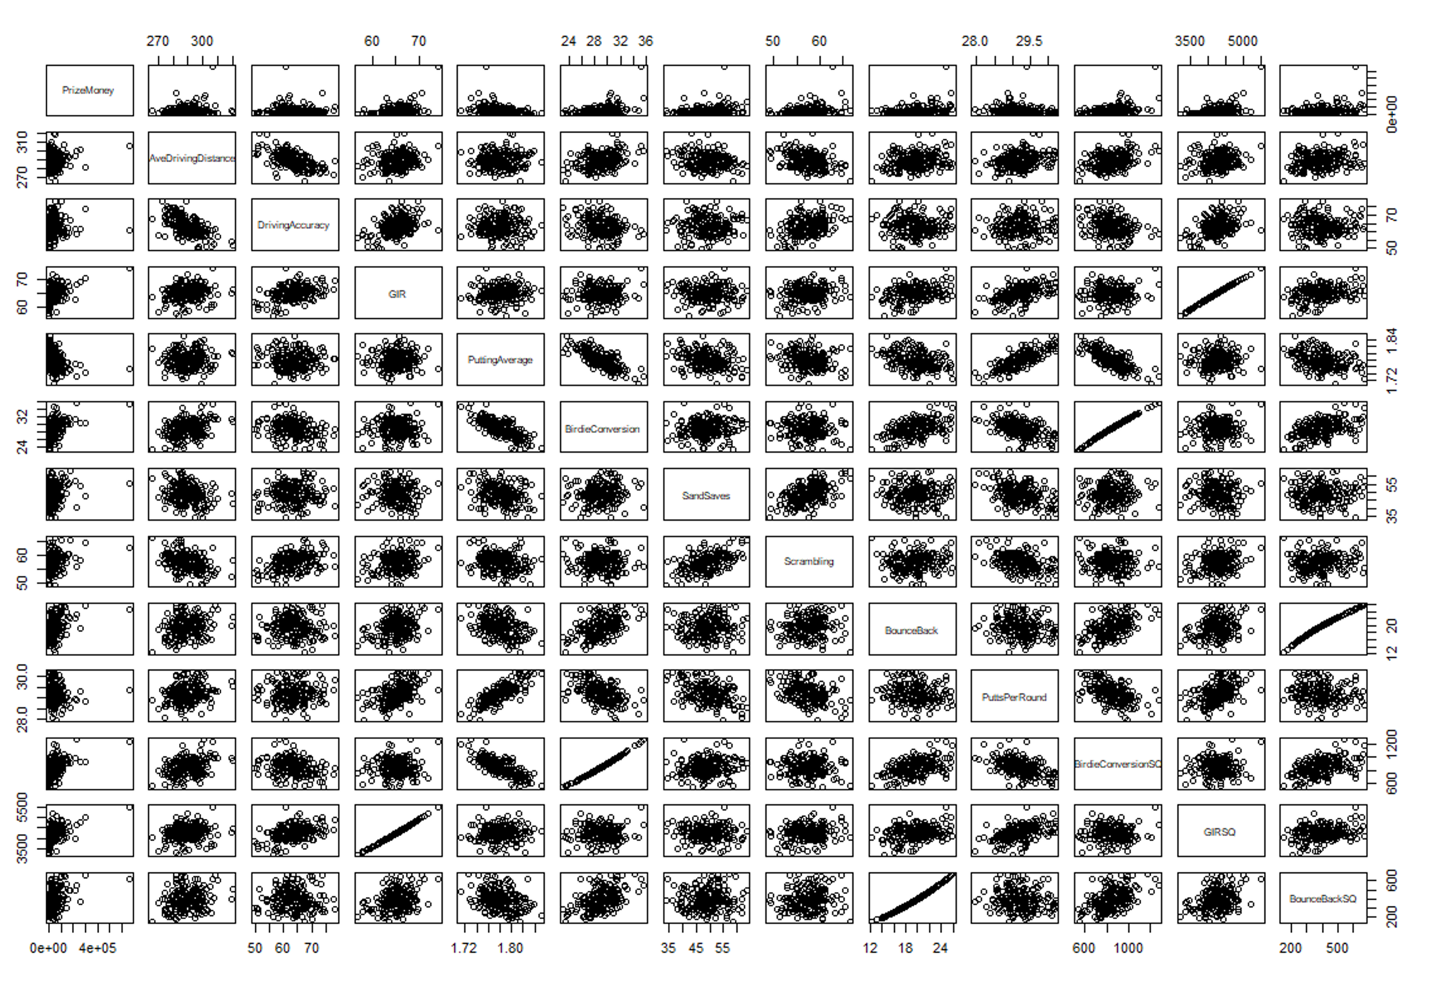 270 300 60 70 24 28 32 36 50 60 28.0 29.5 3500 5000
PrizeMoney
0e+00
310
270
AveDrivingDistance
DrivingAccuracy
70
50
70
60
GIR
PuttingAverage
1.84
1.72
32
24
BirdieConversion
SandSaves
55
35
60
50
Scrambling
BounceBack
20
12
30.0
28.0
PuttsPerRound
BirdieConversionSQ
1200
600
5500
3500
GIRSQ
BounceBackSQ
600
200
0e+00 4e+05 50 60 70 1.72 1.80 35 45 55 12 18 24 600 1000 200 500